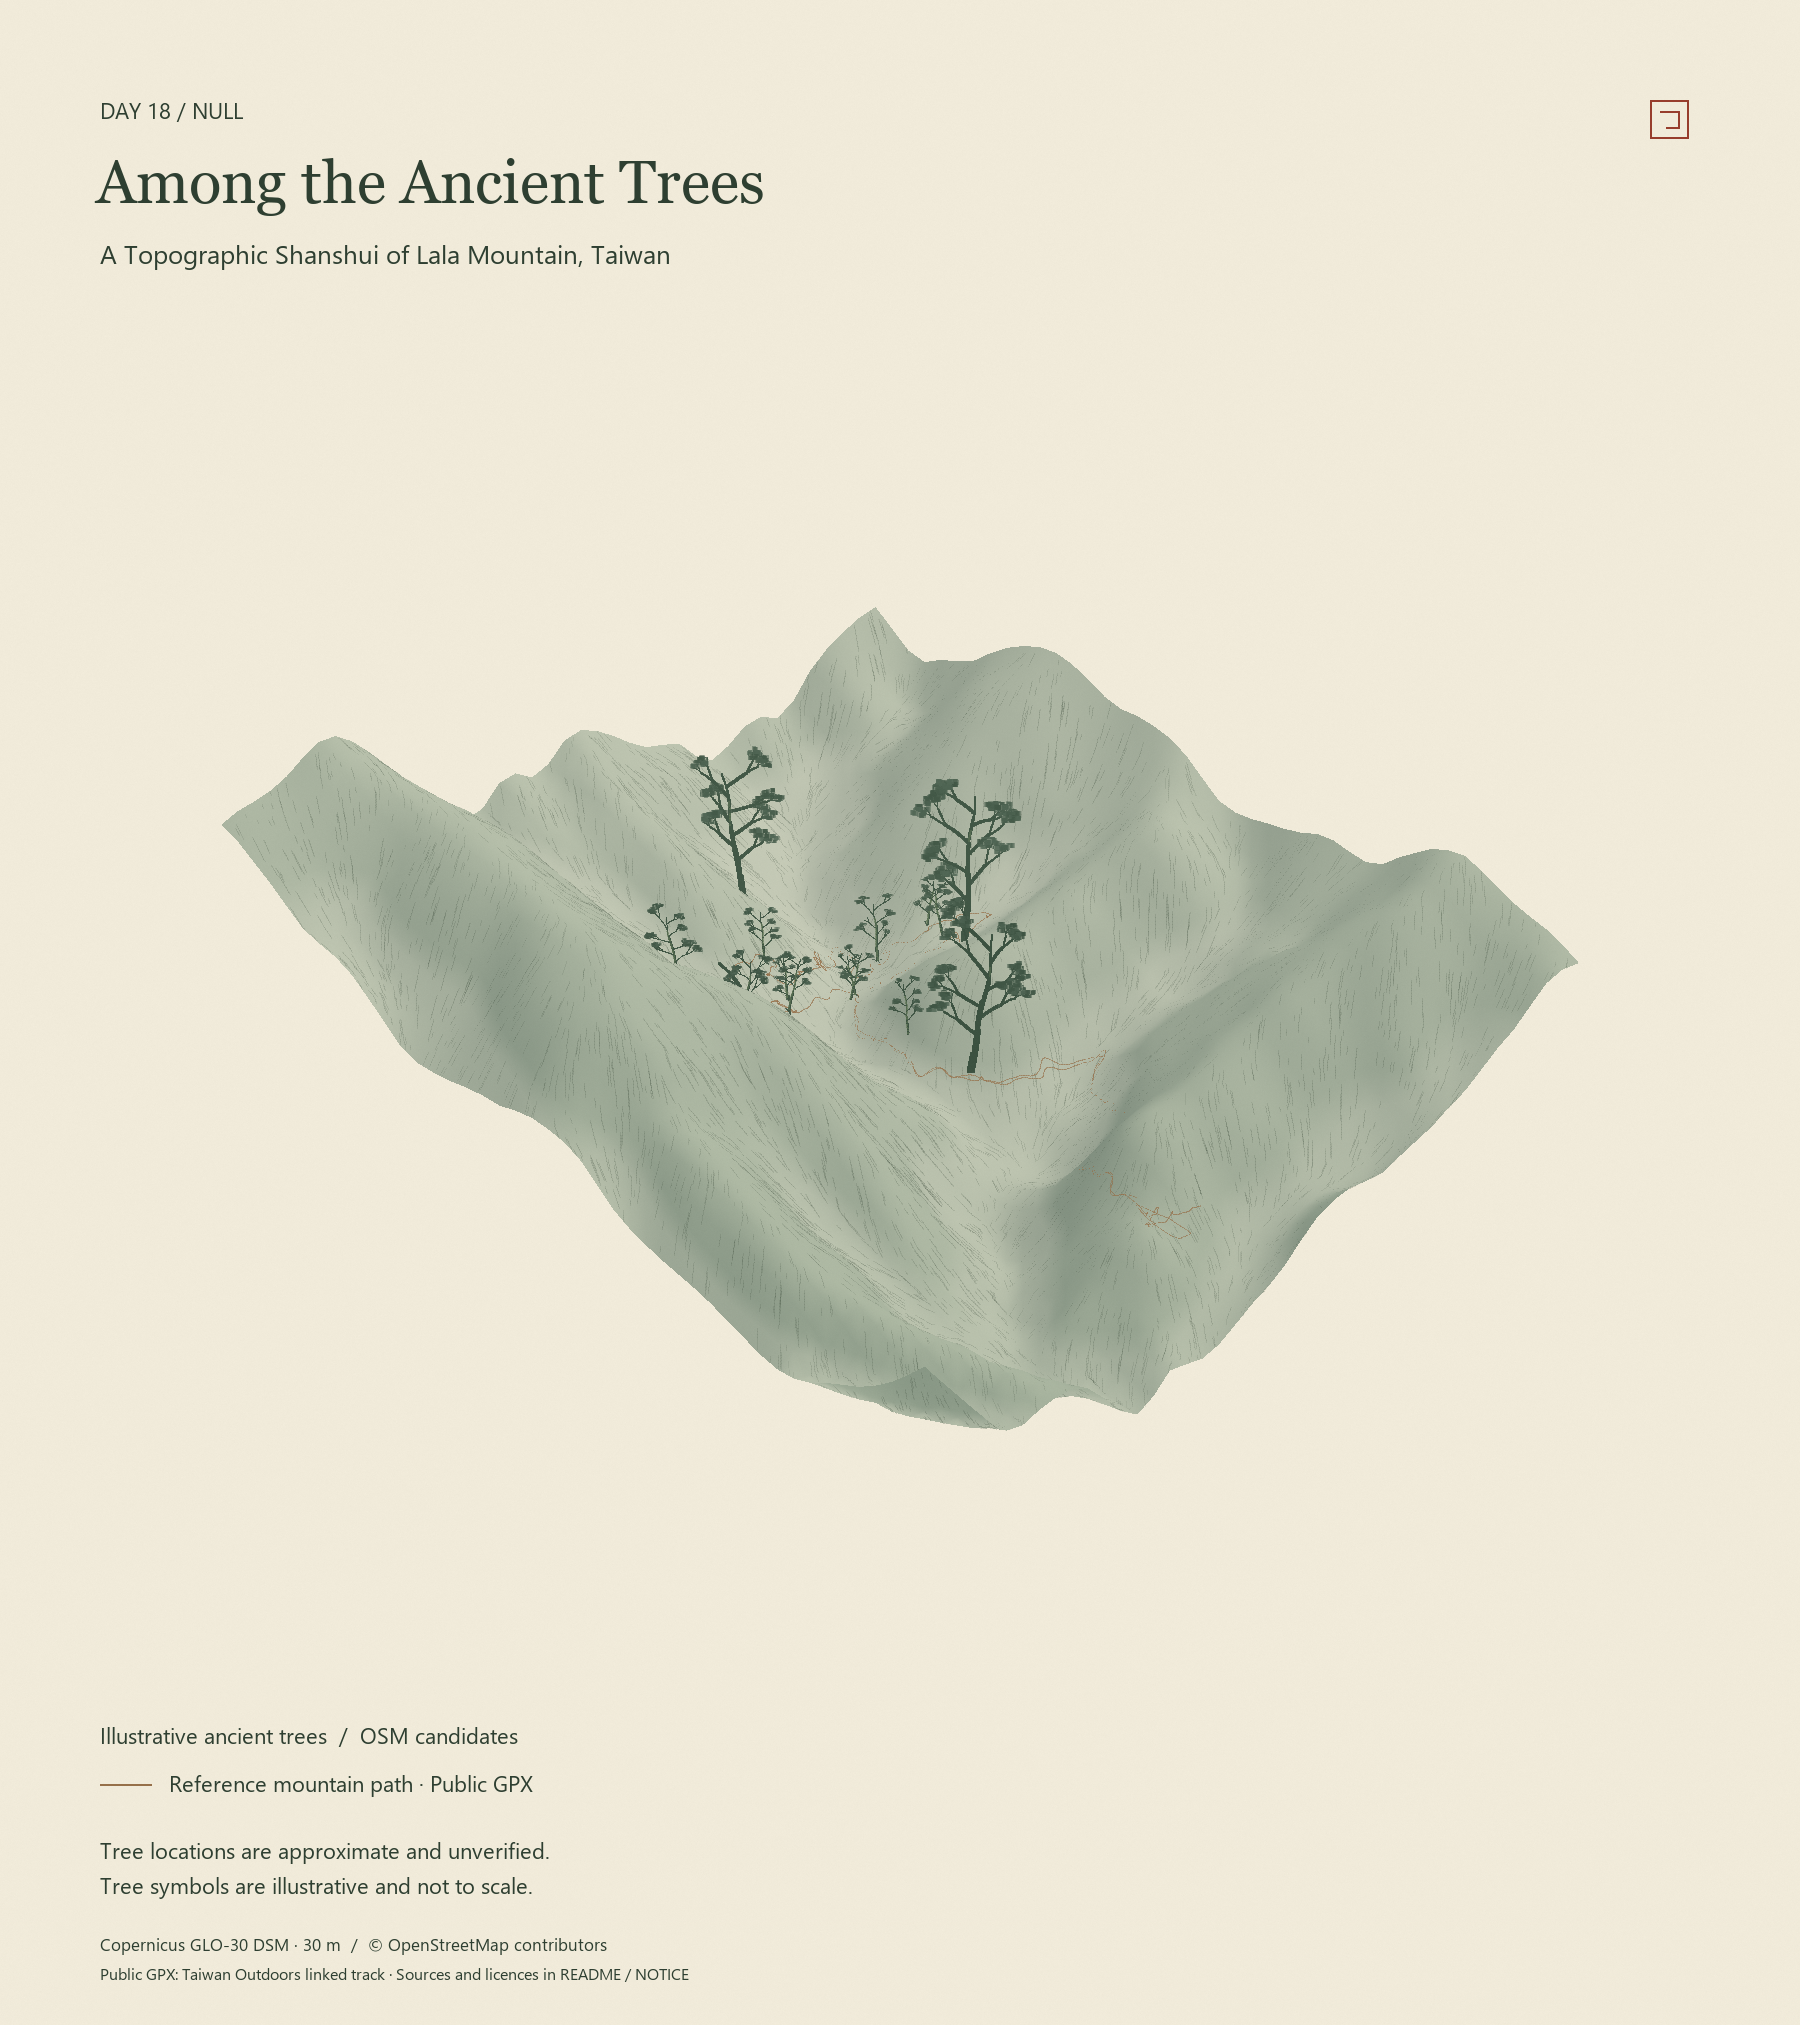 DAY 18 / NULL
Among the Ancient Trees
A Topographic Shanshui of Lala Mountain, Taiwan
Illustrative ancient trees / OSM candidates
Reference mountain path · Public GPX
Tree locations are approximate and unverified.
Tree symbols are illustrative and not to scale.
Copernicus GLO-30 DSM · 30 m / © OpenStreetMap contributors
Public GPX: Taiwan Outdoors linked track · Sources and licences in README / NOTICE